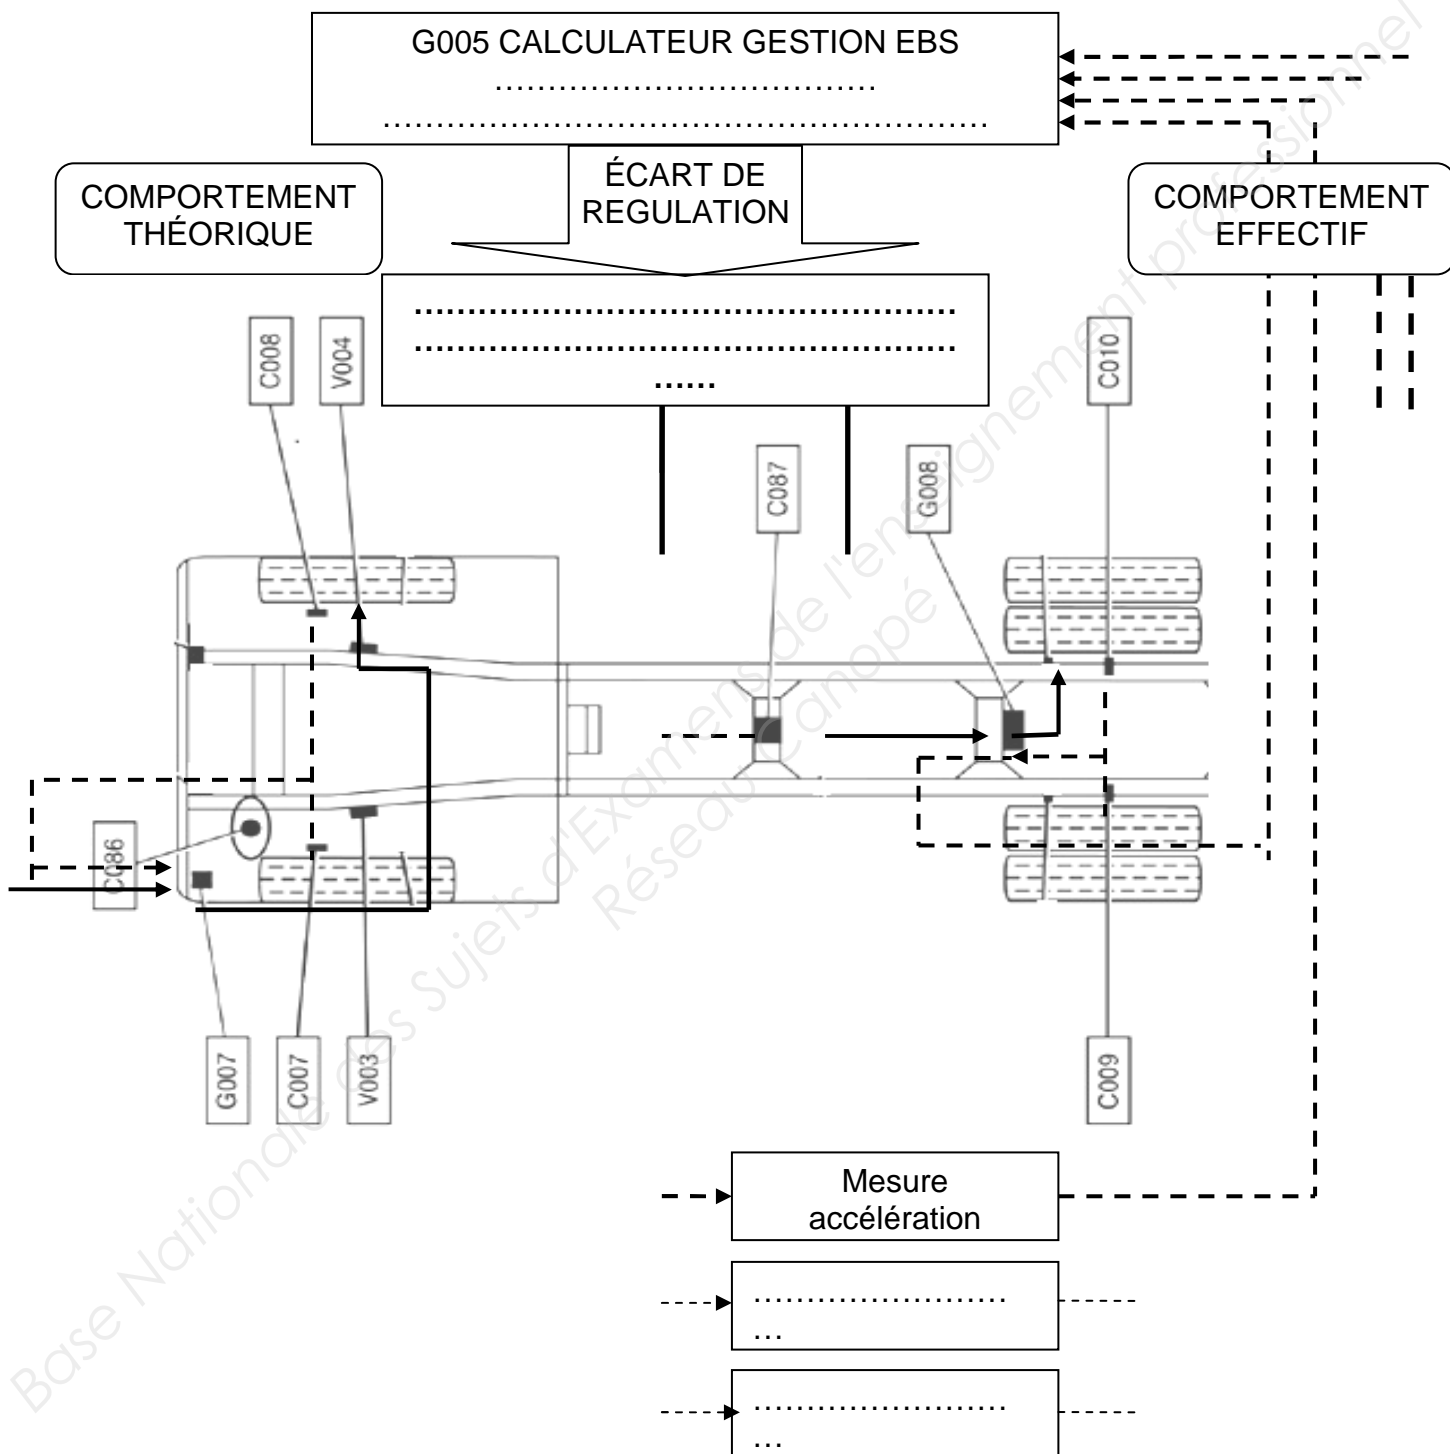 G005 CALCULATEUR GESTION EBS
....................................
.........................................................
ÉCART DE
REGULATION
COMPORTEMENT
THÉORIQUE
COMPORTEMENT
EFFECTIF
...................................................
...................................................
......
C008
V004
C010
C087
G008
C086
G007
C007
V003
C009
Mesure
accélération
........................
...
........................
...
Base Nationale des Sujets d'Examens de l'enseignement professionnel
Réseau Canopé